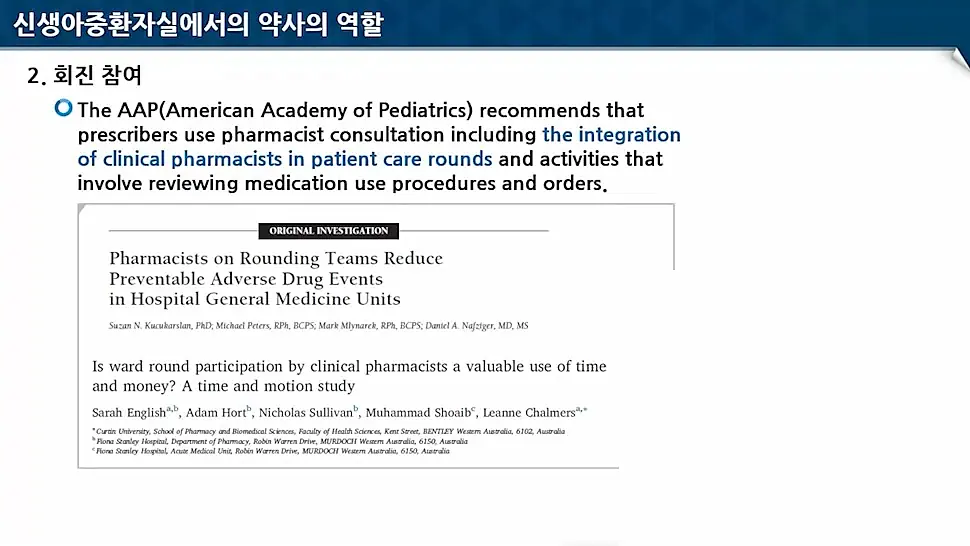 신생아중환자실에서의 약사의 역할
2. 회진 참여
The AAP(American Academy of Pediatrics) recommends that
prescribers use pharmacist consultation including the integration
of clinical pharmacists in patient care rounds and activities that
involve reviewing medication use procedures and orders.
ORIGINAL INVESTIGATION
Pharmacists on Rounding Teams Reduce
Preventable Adverse Drug Events
in Hospital General Medicine Units
Suzan N. Kucukarslan, PhD; Michael Peters, RPh, BCPS; Mark Mlynarek, RPh, BCPS; Daniel A. Nafziger, MD, MS
Is ward round participation by clinical pharmacists a valuable use of time
and money? A time and motion study
Sarah English a,b, Adam Hort b, Nicholas Sullivan b, Muhammad Shoaib c, Leanne Chalmers a,*
a Curtin University, School of Pharmacy and Biomedical Sciences, Faculty of Health Sciences, Kent Street, BENTLEY Western Australia, 6102, Australia
b Fiona Stanley Hospital, Department of Pharmacy, Robin Warren Drive, MURDOCH Western Australia, 6150, Australia
c Fiona Stanley Hospital, Acute Medical Unit, Robin Warren Drive, MURDOCH Western Australia, 6150, Australia